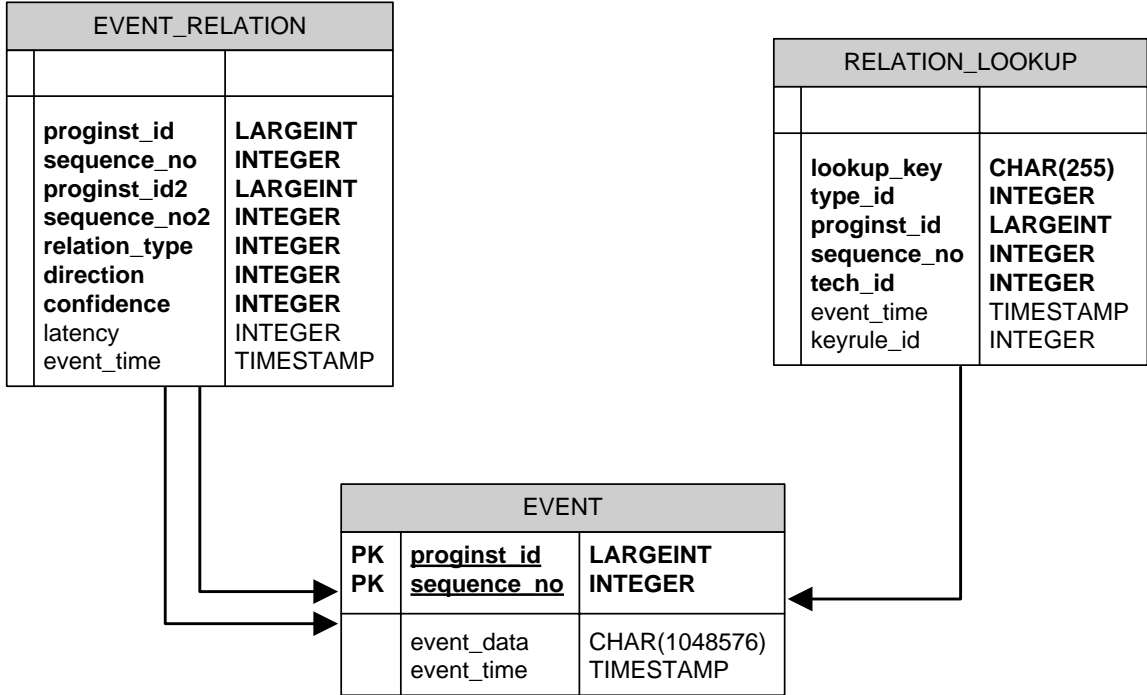 EVENT_RELATION
proginst_id LARGEINT
sequence_no INTEGER
proginst_id2 LARGEINT
sequence_no2 INTEGER
relation_type INTEGER
direction INTEGER
confidence INTEGER
latency INTEGER
event_time TIMESTAMP
RELATION_LOOKUP
lookup_key CHAR(255)
type_id INTEGER
proginst_id LARGEINT
sequence_no INTEGER
tech_id INTEGER
event_time TIMESTAMP
keyrule_id INTEGER
EVENT
PK proginst_id LARGEINT
PK sequence_no INTEGER
event_data CHAR(1048576)
event_time TIMESTAMP